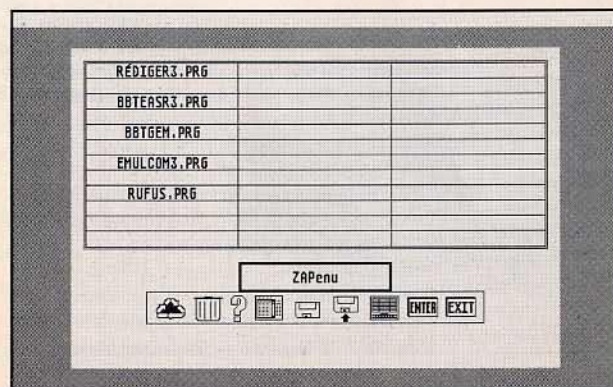 RÉDIGER3.PRG
BBTEASR3.PRG
BBTGEM.PRG
EMULCOM3.PRG
RUFUS.PRG
ZAPenu
?
ENTER EXIT